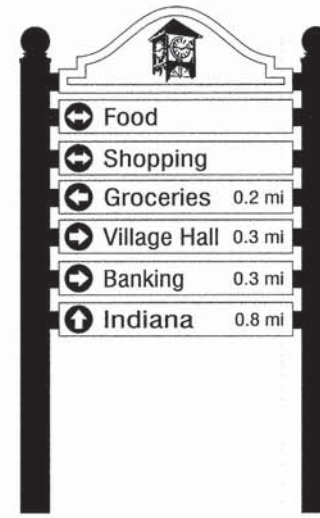 Food
Shopping
Groceries 0.2 mi
Village Hall 0.3 mi
Banking 0.3 mi
Indiana 0.8 mi